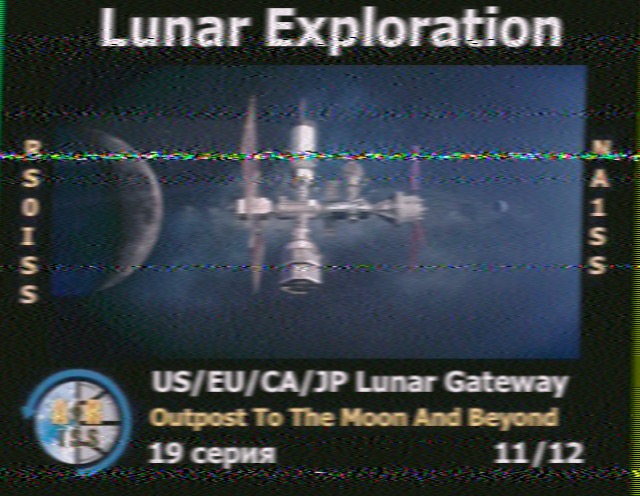 Lunar Exploration
RS0ISS
NA1SS
US/EU/CA/JP Lunar Gateway
Outpost To The Moon And Beyond
19 серия
11/12